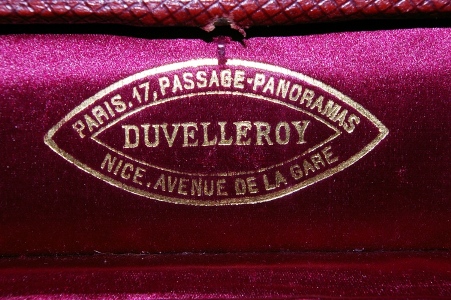 PARIS.17,PASSAGE-PANORAMAS
DUVELLEROY
NICE.AVENUE DE LA GARE